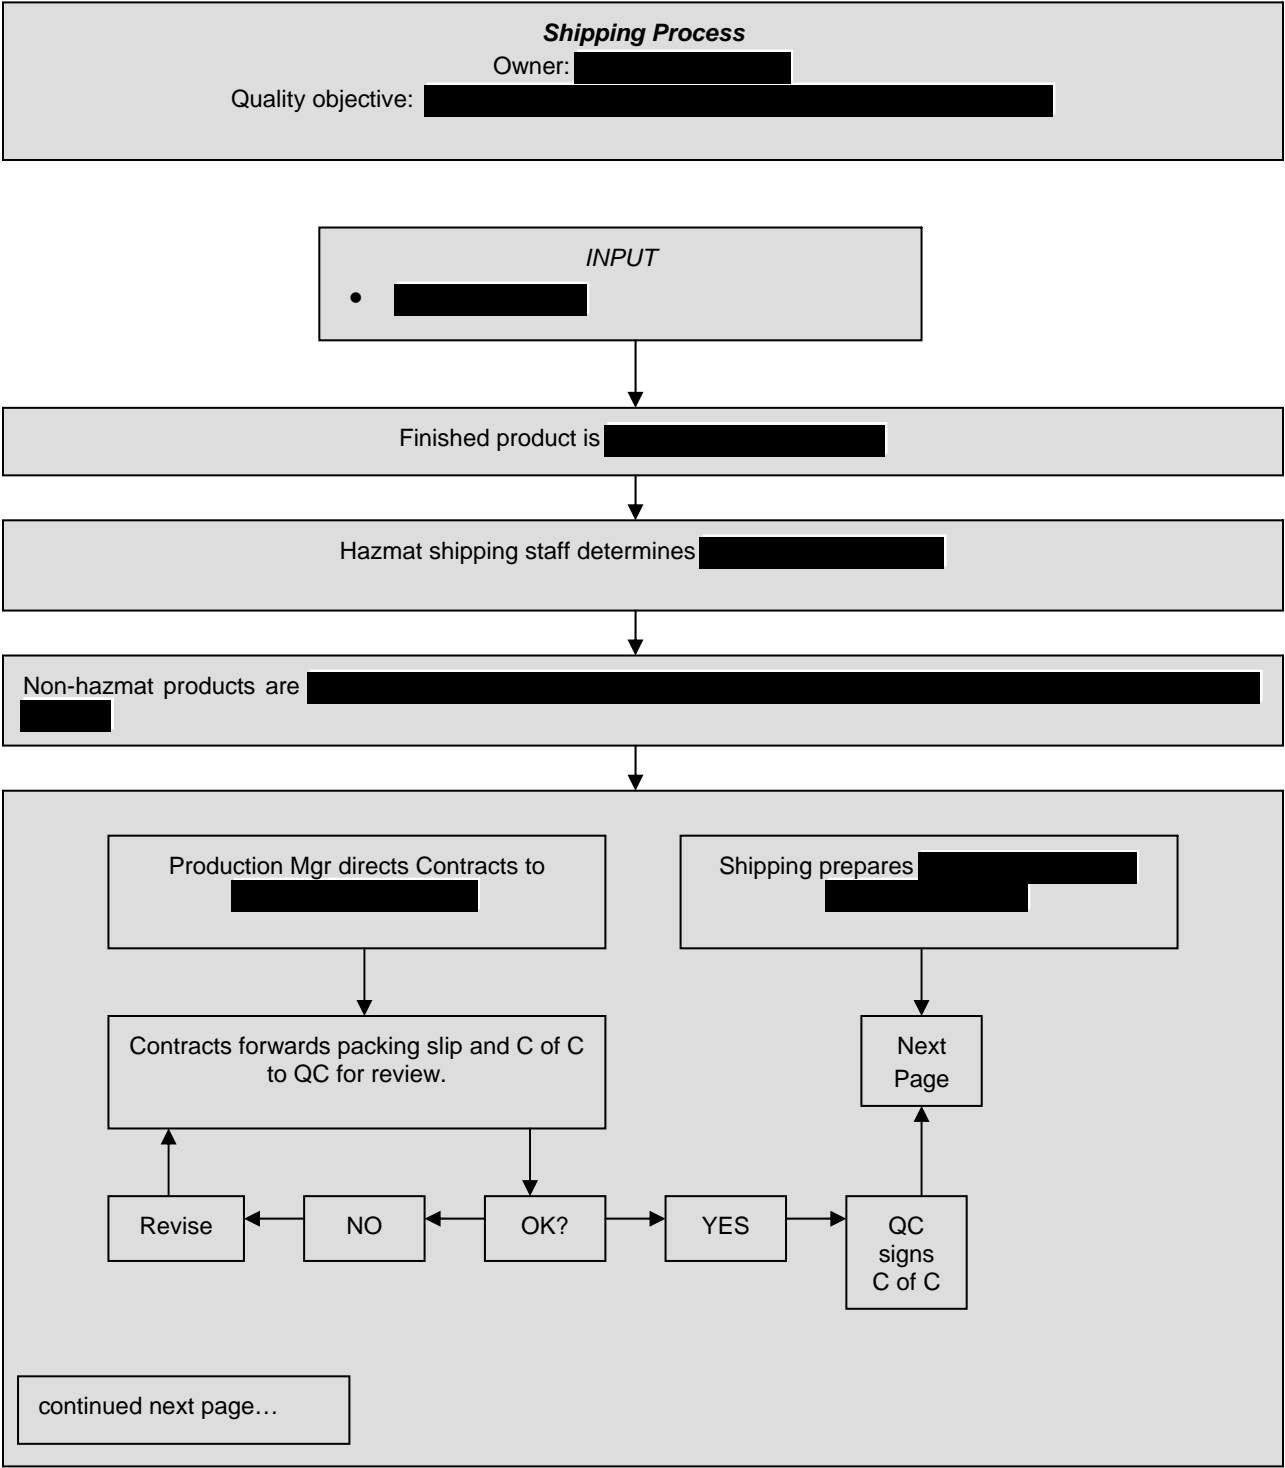 Shipping Process
Owner:
Quality objective:
INPUT
•
Finished product is
Hazmat shipping staff determines
Non-hazmat products are
Production Mgr directs Contracts to
Shipping prepares
Contracts forwards packing slip and C of C
to QC for review.
Next
Page
Revise
NO
OK?
YES
QC
signs
C of C
continued next page…